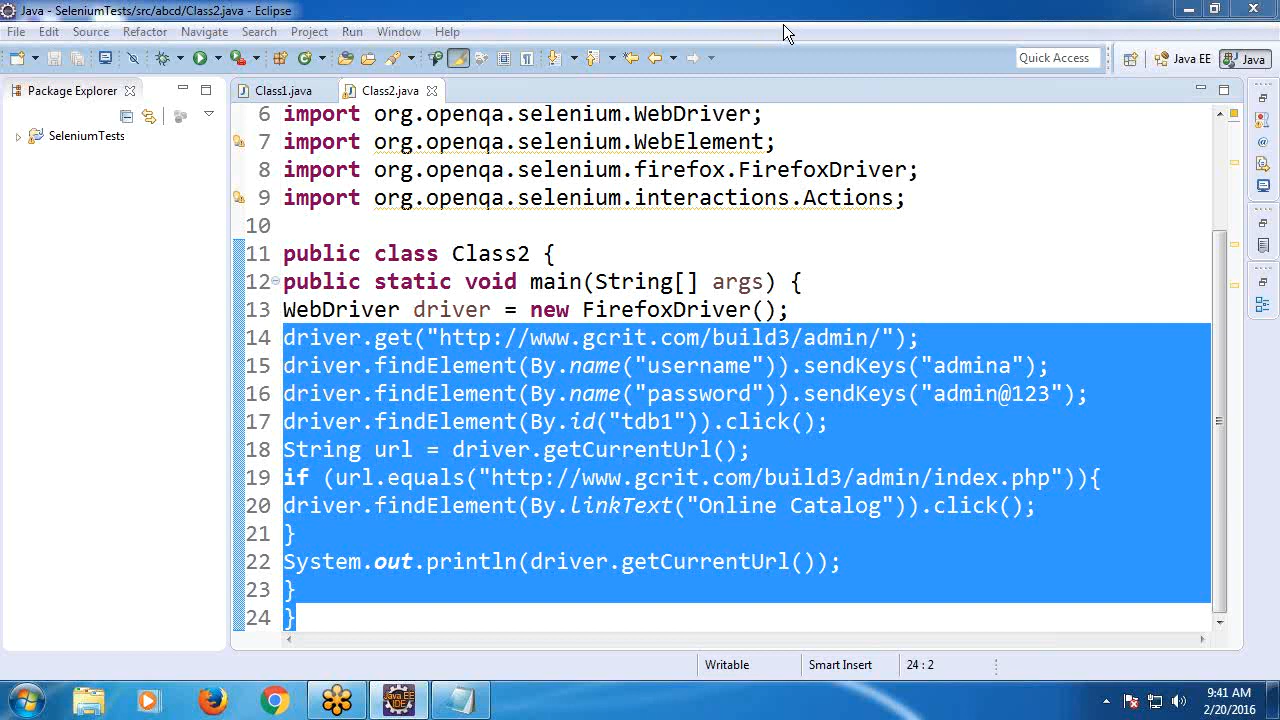 Java - SeleniumTests/src/abcd/Class2.java - Eclipse
File Edit Source Refactor Navigate Search Project Run Window Help
Quick Access
Java EE
Java
Package Explorer
Class1.java
Class2.java
SeleniumTests
6 import org.openqa.selenium.WebDriver;
7 import org.openqa.selenium.WebElement;
8 import org.openqa.selenium.firefox.FirefoxDriver;
9 import org.openqa.selenium.interactions.Actions;
10
11 public class Class2 {
12 public static void main(String[] args) {
13 WebDriver driver = new FirefoxDriver();
14 driver.get("http://www.gcrit.com/build3/admin/");
15 driver.findElement(By.name("username")).sendKeys("admina");
16 driver.findElement(By.name("password")).sendKeys("admin@123");
17 driver.findElement(By.id("tdb1")).click();
18 String url = driver.getCurrentUrl();
19 if (url.equals("http://www.gcrit.com/build3/admin/index.php")){
20 driver.findElement(By.linkText("Online Catalog")).click();
21 }
22 System.out.println(driver.getCurrentUrl());
23 }
24 }
Writable
Smart Insert
24 : 2
Java EE
IDE
9:41 AM
2/20/2016